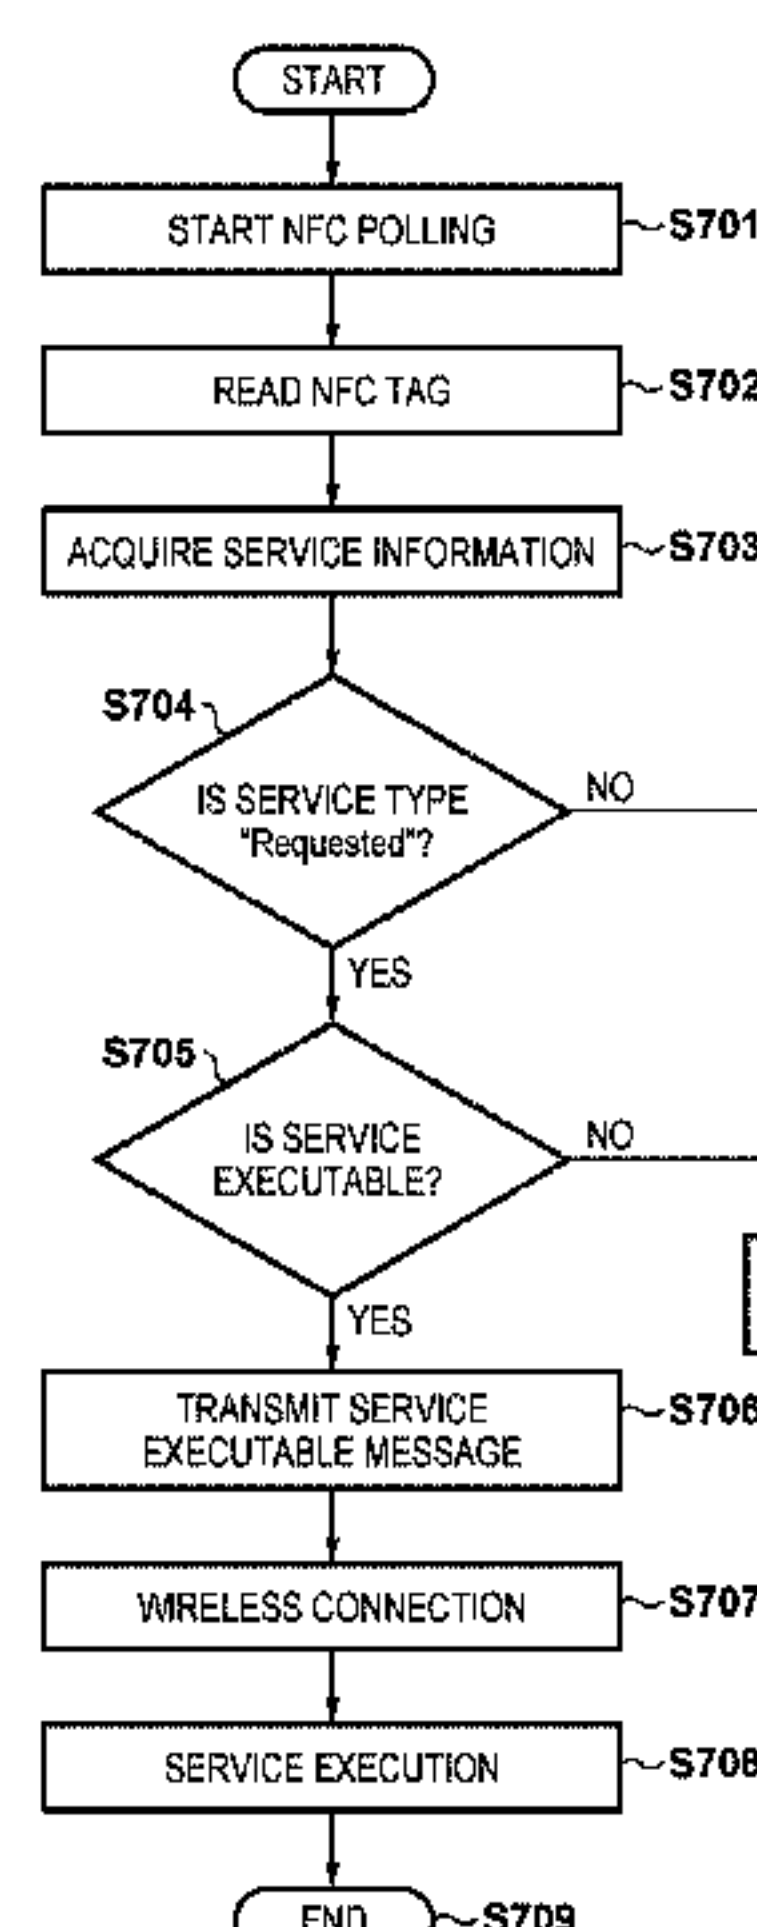 START
START NFC POLLING
S701
READ NFC TAG
S702
ACQUIRE SERVICE INFORMATION
S703
S704
IS SERVICE TYPE
"Requested"?
NO
YES
S705
IS SERVICE
EXECUTABLE?
NO
YES
TRANSMIT SERVICE
EXECUTABLE MESSAGE
S706
WIRELESS CONNECTION
S707
SERVICE EXECUTION
S708
END
S709